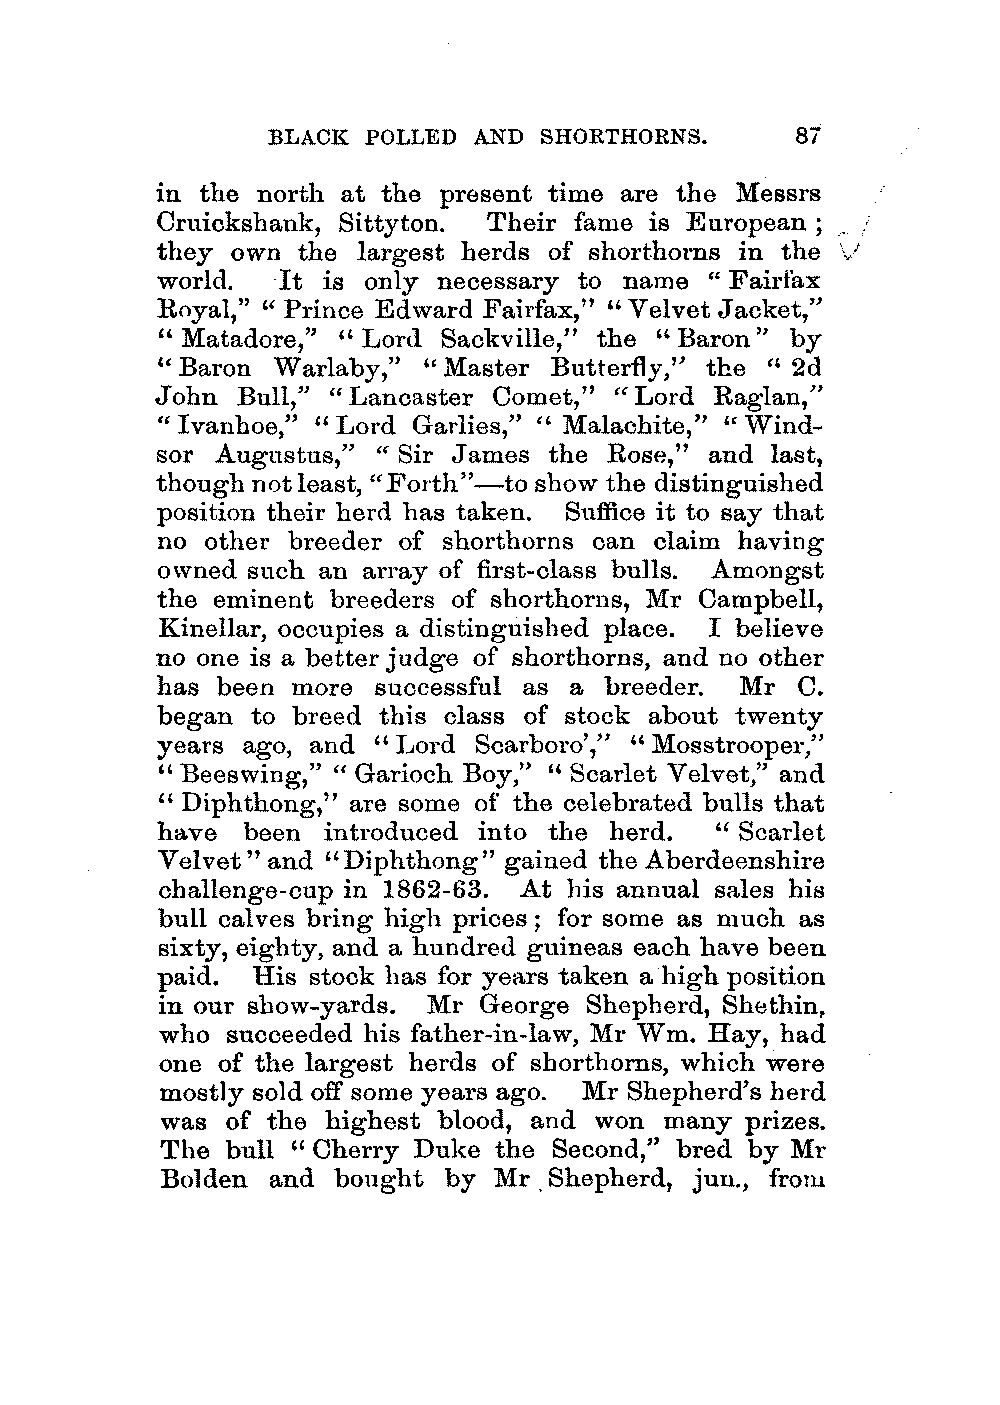 BLACK POLLED AND SHORTHORNS. 87
in the north at the present time are the Messrs
Cruickshank, Sittyton. Their fame is European ;
they own the largest herds of shorthorns in the
world. It is only necessary to name “ Fairfax
Royal,” “ Prince Edward Fairfax,” “ Velvet Jacket,”
“ Matadore,” “ Lord Sackville,” the “ Baron ” by
“ Baron Warlaby,” “ Master Butterfly,” the “ 2d
John Bull,” “ Lancaster Comet,” “ Lord Raglan,”
“ Ivanhoe,” “ Lord Garlies,” “ Malachite,” “ Wind-
sor Augustus,” “ Sir James the Rose,” and last,
though not least, “ Forth”—to show the distinguished
position their herd has taken. Suffice it to say that
no other breeder of shorthorns can claim having
owned such an array of first-class bulls. Amongst
the eminent breeders of shorthorns, Mr Campbell,
Kinellar, occupies a distinguished place. I believe
no one is a better judge of shorthorns, and no other
has been more successful as a breeder. Mr C.
began to breed this class of stock about twenty
years ago, and “ Lord Scarboro’,” “ Mosstrooper,”
“ Beeswing,” “ Garioch Boy,” “ Scarlet Velvet,” and
“ Diphthong,” are some of the celebrated bulls that
have been introduced into the herd. “ Scarlet
Velvet ” and “ Diphthong ” gained the Aberdeenshire
challenge-cup in 1862-63. At his annual sales his
bull calves bring high prices ; for some as much as
sixty, eighty, and a hundred guineas each have been
paid. His stock has for years taken a high position
in our show-yards. Mr George Shepherd, Shethin,
who succeeded his father-in-law, Mr Wm. Hay, had
one of the largest herds of shorthorns, which were
mostly sold off some years ago. Mr Shepherd’s herd
was of the highest blood, and won many prizes.
The bull “ Cherry Duke the Second,” bred by Mr
Bolden and bought by Mr Shepherd, jun., from